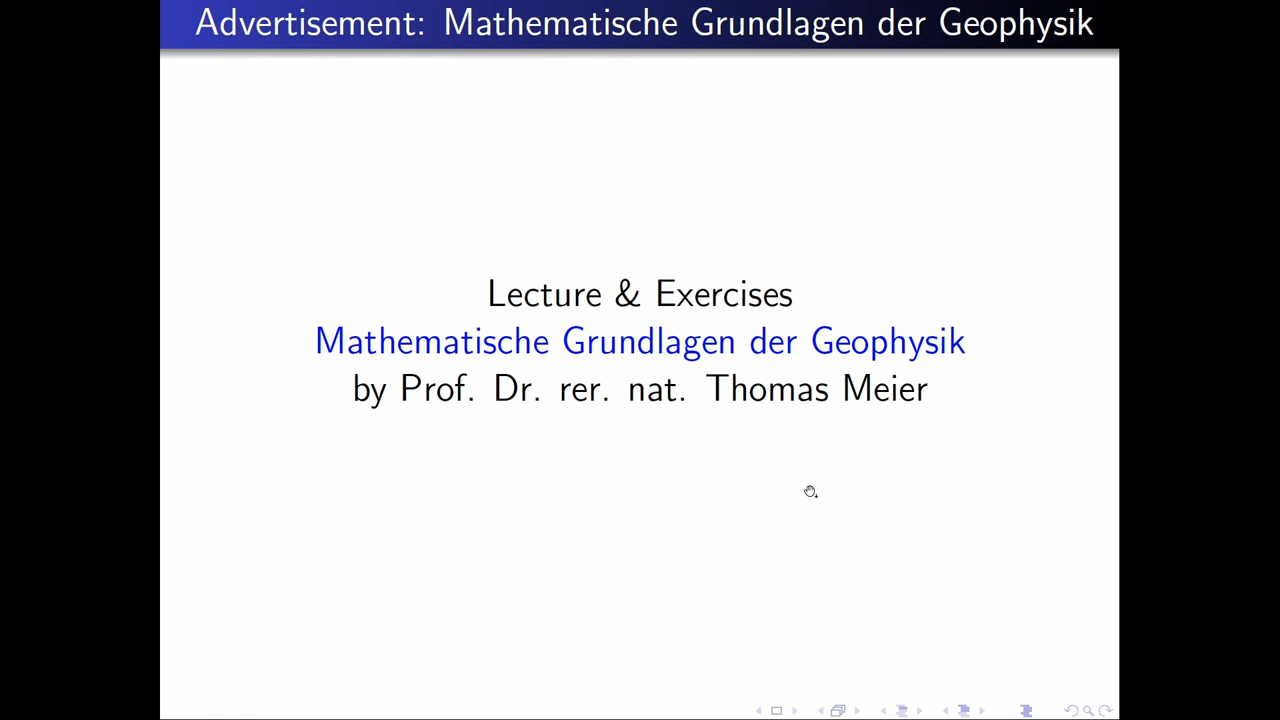 Advertisement: Mathematische Grundlagen der Geophysik
Lecture & Exercises
Mathematische Grundlagen der Geophysik
by Prof. Dr. rer. nat. Thomas Meier